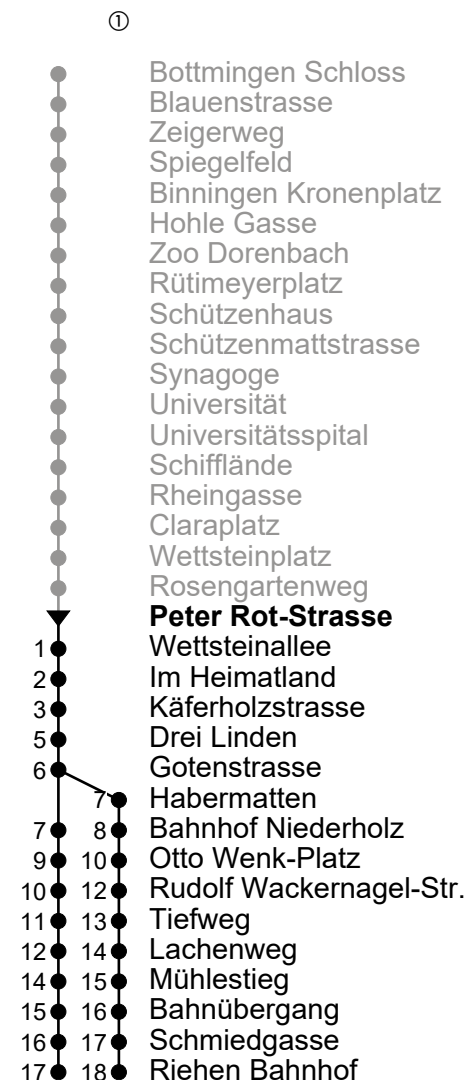 ①
Bottmingen Schloss
Blauenstrasse
Zeigerweg
Spiegelfeld
Binningen Kronenplatz
Hohle Gasse
Zoo Dorenbach
Rütimeyerplatz
Schützenhaus
Schützenmattstrasse
Synagoge
Universität
Universitätsspital
Schifflände
Rheingasse
Claraplatz
Wettsteinplatz
Rosengartenweg
Peter Rot-Strasse
1 Wettsteinallee
2 Im Heimatland
3 Käferholzstrasse
5 Drei Linden
6 Gotenstrasse
7 Habermatten
7 8 Bahnhof Niederholz
9 10 Otto Wenk-Platz
10 12 Rudolf Wackernagel-Str.
11 13 Tiefweg
12 14 Lachenweg
14 15 Mühlestieg
15 16 Bahnübergang
16 17 Schmiedgasse
17 18 Riehen Bahnhof